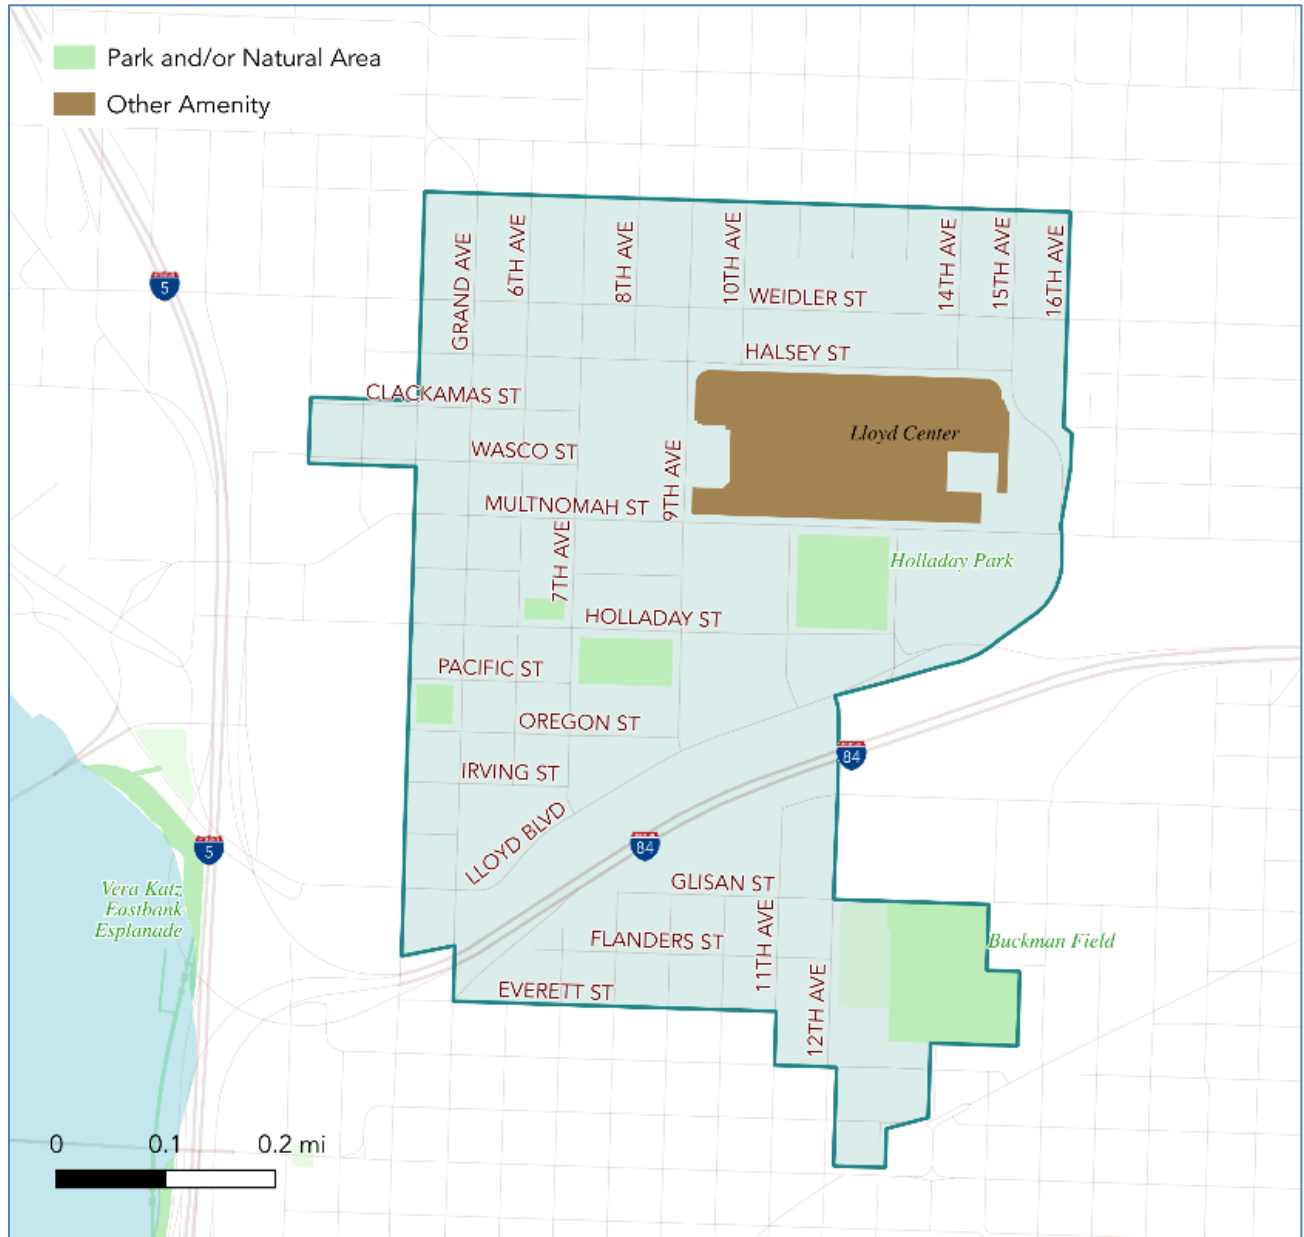 Park and/or Natural Area
Other Amenity
GRAND AVE
6TH AVE
8TH AVE
10TH AVE
14TH AVE
15TH AVE
16TH AVE
5
WEIDLER ST
HALSEY ST
CLACKAMAS ST
Lloyd Center
WASCO ST
9TH AVE
MULTNOMAH ST
7TH AVE
Holladay Park
HOLLADAY ST
PACIFIC ST
OREGON ST
84
IRVING ST
LLOYD BLVD
84
5
GLISAN ST
Vera Katz
Eastbank
Esplanade
11TH AVE
FLANDERS ST
Buckman Field
12TH AVE
EVERETT ST
0 0.1 0.2 mi